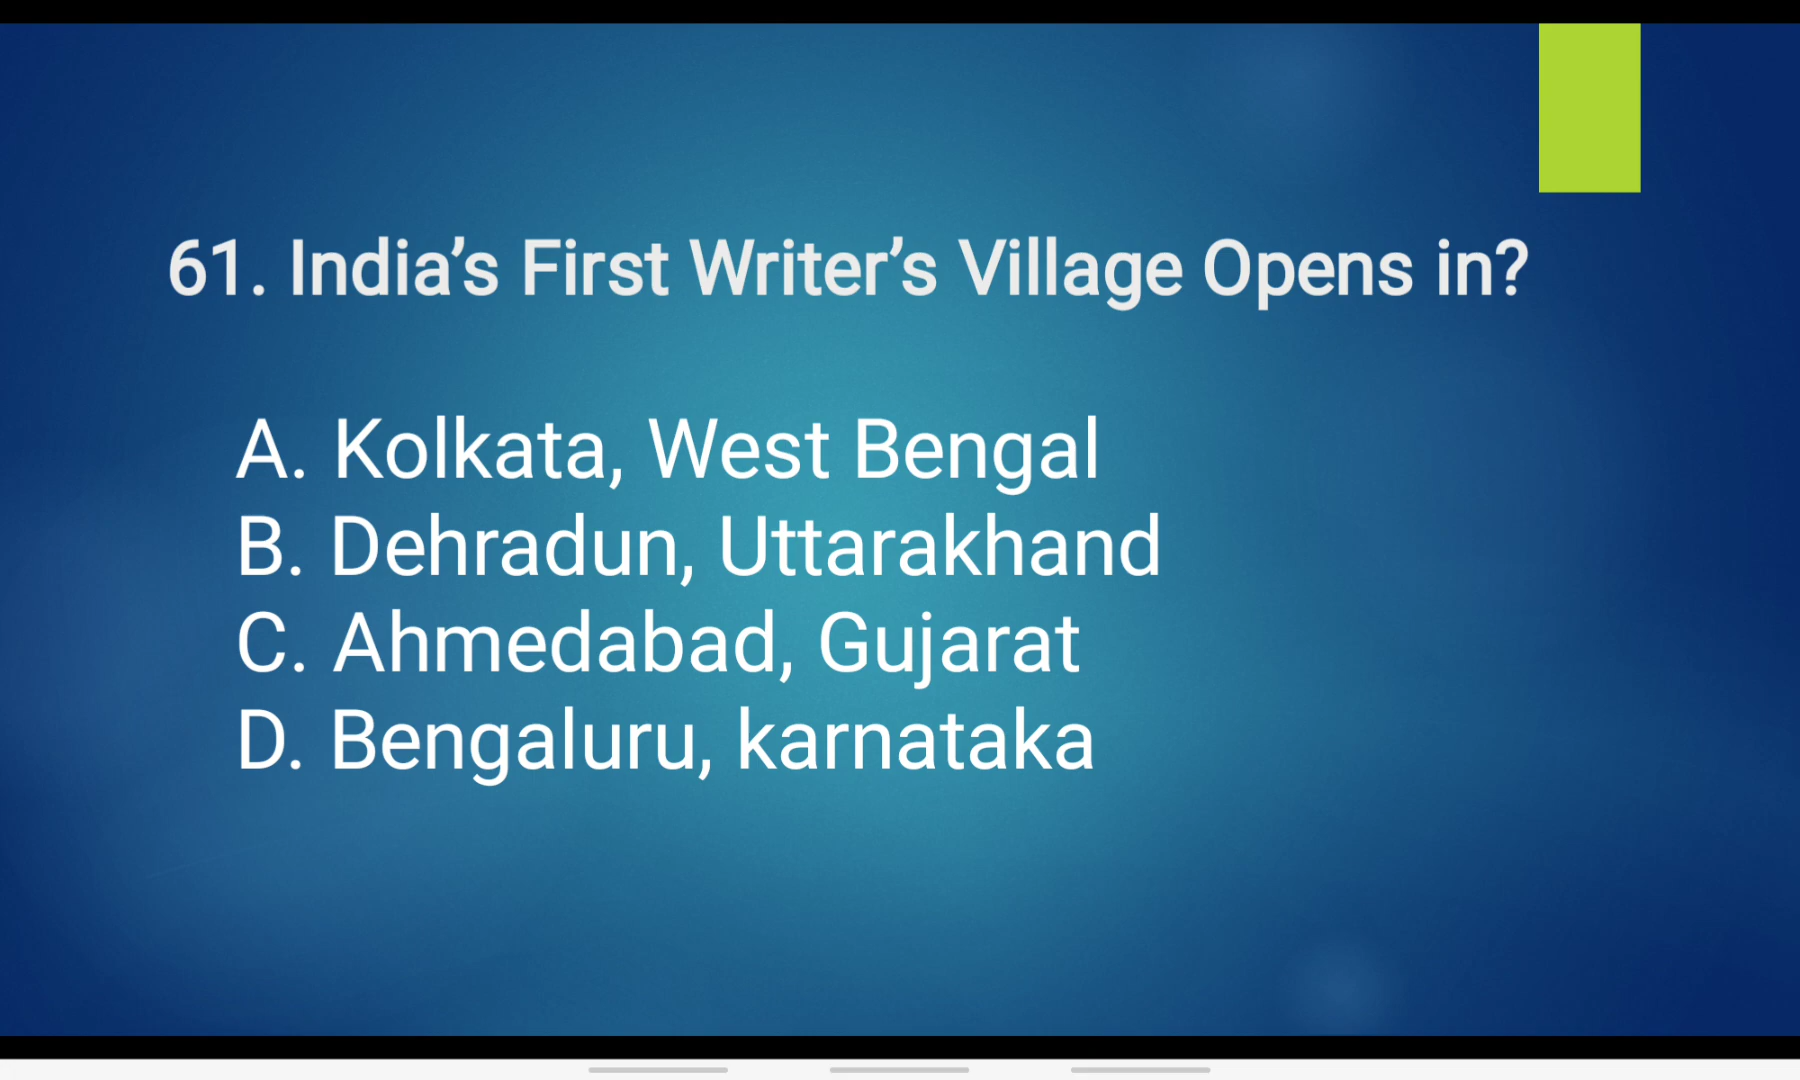 61. India’s First Writer’s Village Opens in?
A. Kolkata, West Bengal
B. Dehradun, Uttarakhand
C. Ahmedabad, Gujarat
D. Bengaluru, karnataka